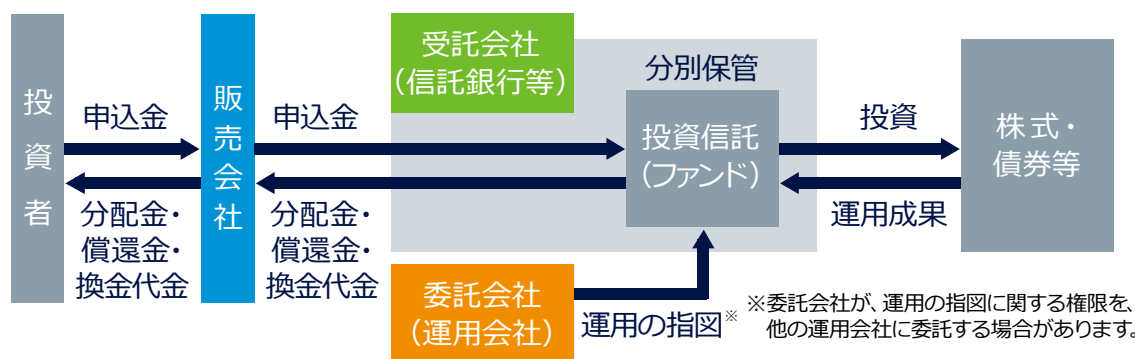 投資者
申込金
分配金・
償還金・
換金代金
販売会社
申込金
分配金・
償還金・
換金代金
受託会社
（信託銀行等）
分別保管
投資信託
（ファンド）
投資
運用成果
株式・
債券等
委託会社
（運用会社）
運用の指図※
※委託会社が、運用の指図に関する権限を、
他の運用会社に委託する場合があります。